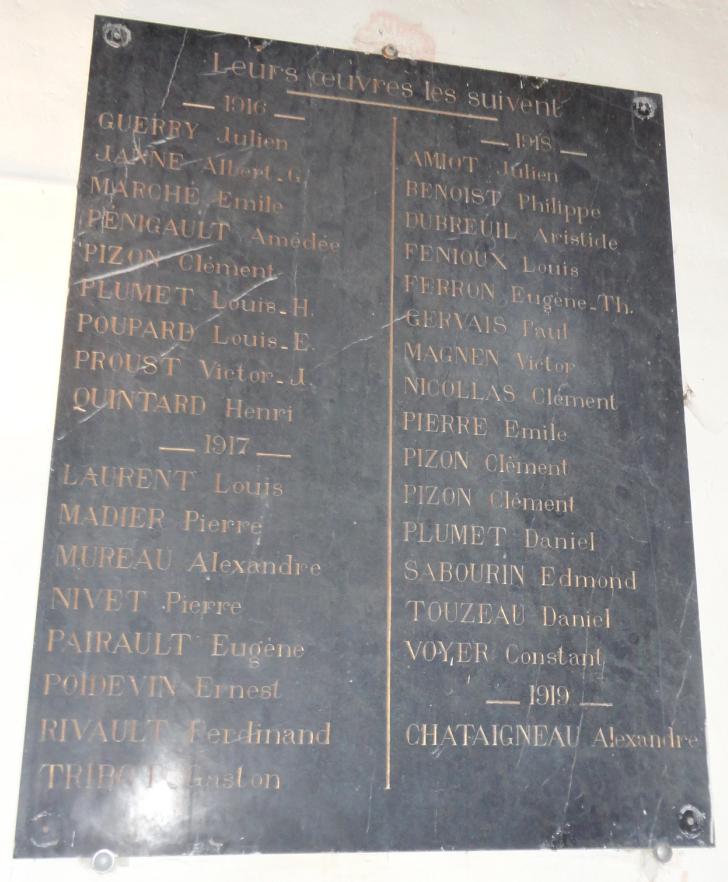 Leurs œuvres les suivent
— 1916 —
GUERRY Julien
JANNE Albert-G.
MARCHÉ Emile
PÉNIGAULT Amédée
PIZON Clément
PLUMET Louis-H.
POUPARD Louis-E.
PROUST Victor-J.
QUINTARD Henri
— 1917 —
LAURENT Louis
MADIER Pierre
MUREAU Alexandre
NIVET Pierre
PAIRAULT Eugène
POIDEVIN Ernest
RIVAULT Ferdinand
Gaston
— 1918 —
AMIOT Julien
BENOIST Philippe
DUBREUIL Aristide
FENIOUX Louis
FERRON Eugène-Th.
GERVAIS Paul
MAGNEN Victor
NICOLLAS Clément
PIERRE Emile
PIZON Clément
PIZON Clément
PLUMET Daniel
SABOURIN Edmond
TOUZEAU Daniel
VOYER Constant
— 1919 —
CHATAIGNEAU Alexandre